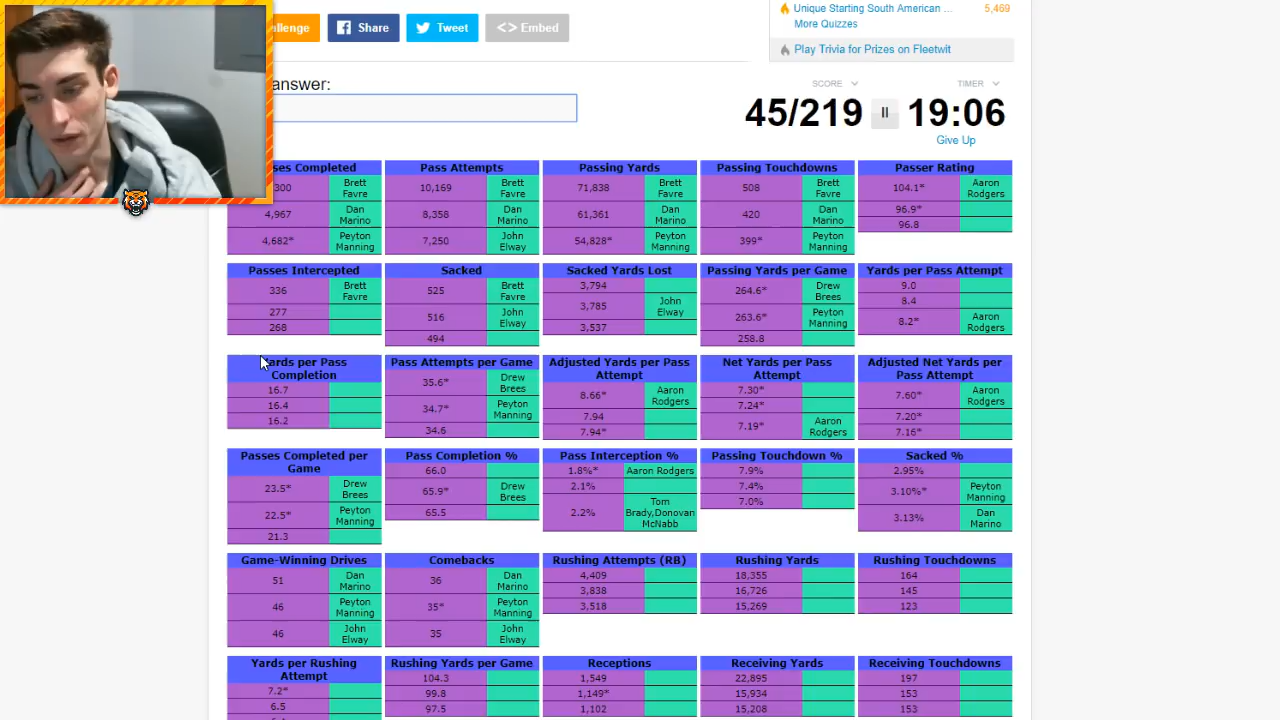 Unique Starting South American ... 5,469
More Quizzes
Play Trivia for Prizes on Fleetwit
allenge Share Tweet <> Embed
answer:
SCORE TIMER
45/219 19:06
Give Up
ses Completed
300 Brett Favre
4,967 Dan Marino
4,682* Peyton Manning
Pass Attempts
10,169 Brett Favre
8,358 Dan Marino
7,250 John Elway
Passing Yards
71,838 Brett Favre
61,361 Dan Marino
54,828* Peyton Manning
Passing Touchdowns
508 Brett Favre
420 Dan Marino
399* Peyton Manning
Passer Rating
104.1* Aaron Rodgers
96.9*
96.8
Passes Intercepted
336 Brett Favre
277
268
Sacked
525 Brett Favre
516 John Elway
494
Sacked Yards Lost
3,794
3,785 John Elway
3,537
Passing Yards per Game
264.6* Drew Brees
263.6* Peyton Manning
258.8
Yards per Pass Attempt
9.0
8.4
8.2* Aaron Rodgers
Yards per Pass Completion
16.7
16.4
16.2
Pass Attempts per Game
35.6* Drew Brees
34.7* Peyton Manning
34.6
Adjusted Yards per Pass Attempt
8.66* Aaron Rodgers
7.94
7.94*
Net Yards per Pass Attempt
7.30*
7.24*
7.19* Aaron Rodgers
Adjusted Net Yards per Pass Attempt
7.60* Aaron Rodgers
7.20*
7.16*
Passes Completed per Game
23.5* Drew Brees
22.5* Peyton Manning
21.3
Pass Completion %
66.0
65.9* Drew Brees
65.5
Pass Interception %
1.8%* Aaron Rodgers
2.1%
2.2% Tom Brady,Donovan McNabb
Passing Touchdown %
7.9%
7.4%
7.0%
Sacked %
2.95%
3.10%* Peyton Manning
3.13% Dan Marino
Game-Winning Drives
51 Dan Marino
46 Peyton Manning
46 John Elway
Comebacks
36 Dan Marino
35* Peyton Manning
35 John Elway
Rushing Attempts (RB)
4,409
3,838
3,518
Rushing Yards
18,355
16,726
15,269
Rushing Touchdowns
164
145
123
Yards per Rushing Attempt
7.2*
6.5
Rushing Yards per Game
104.3
99.8
97.5
Receptions
1,549
1,149*
1,102
Receiving Yards
22,895
15,934
15,208
Receiving Touchdowns
197
153
153